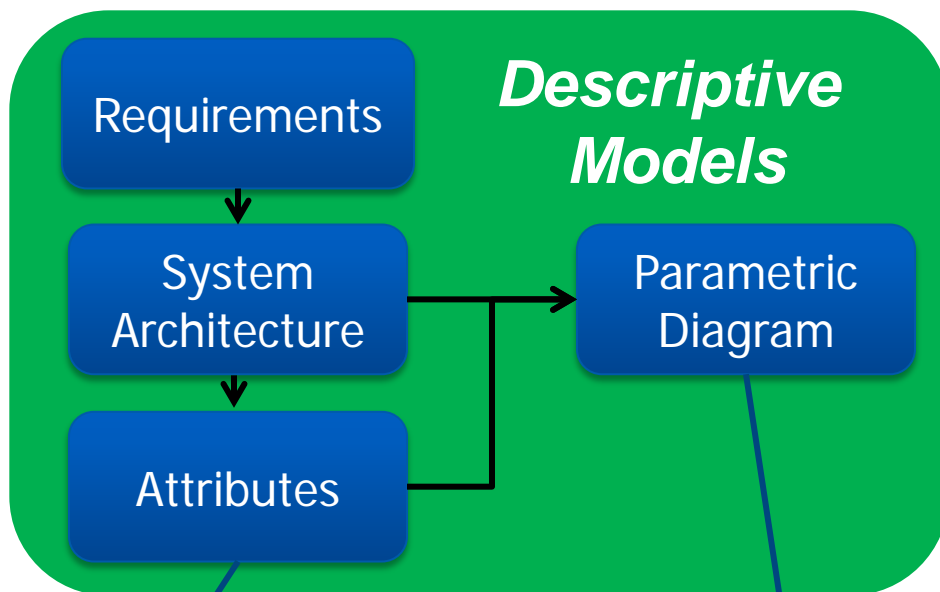 Requirements
Descriptive
Models
System
Architecture
Parametric
Diagram
Attributes